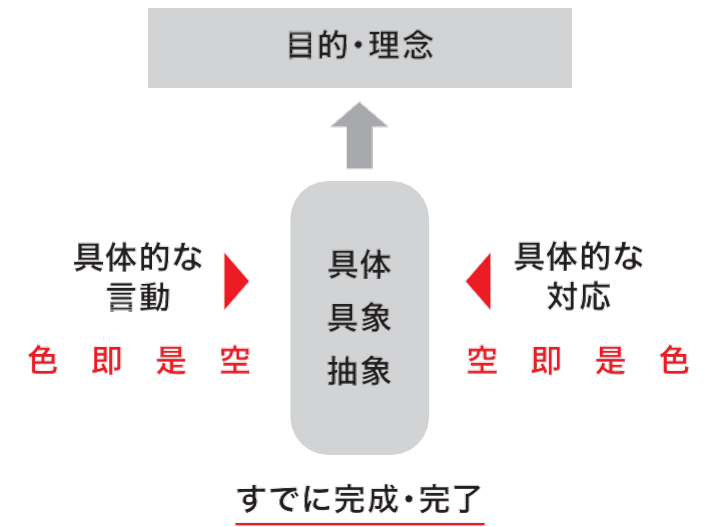 目的・理念
具体的な
言動
色即是空
具体
具象
抽象
具体的な
対応
空即是色
すでに完成・完了